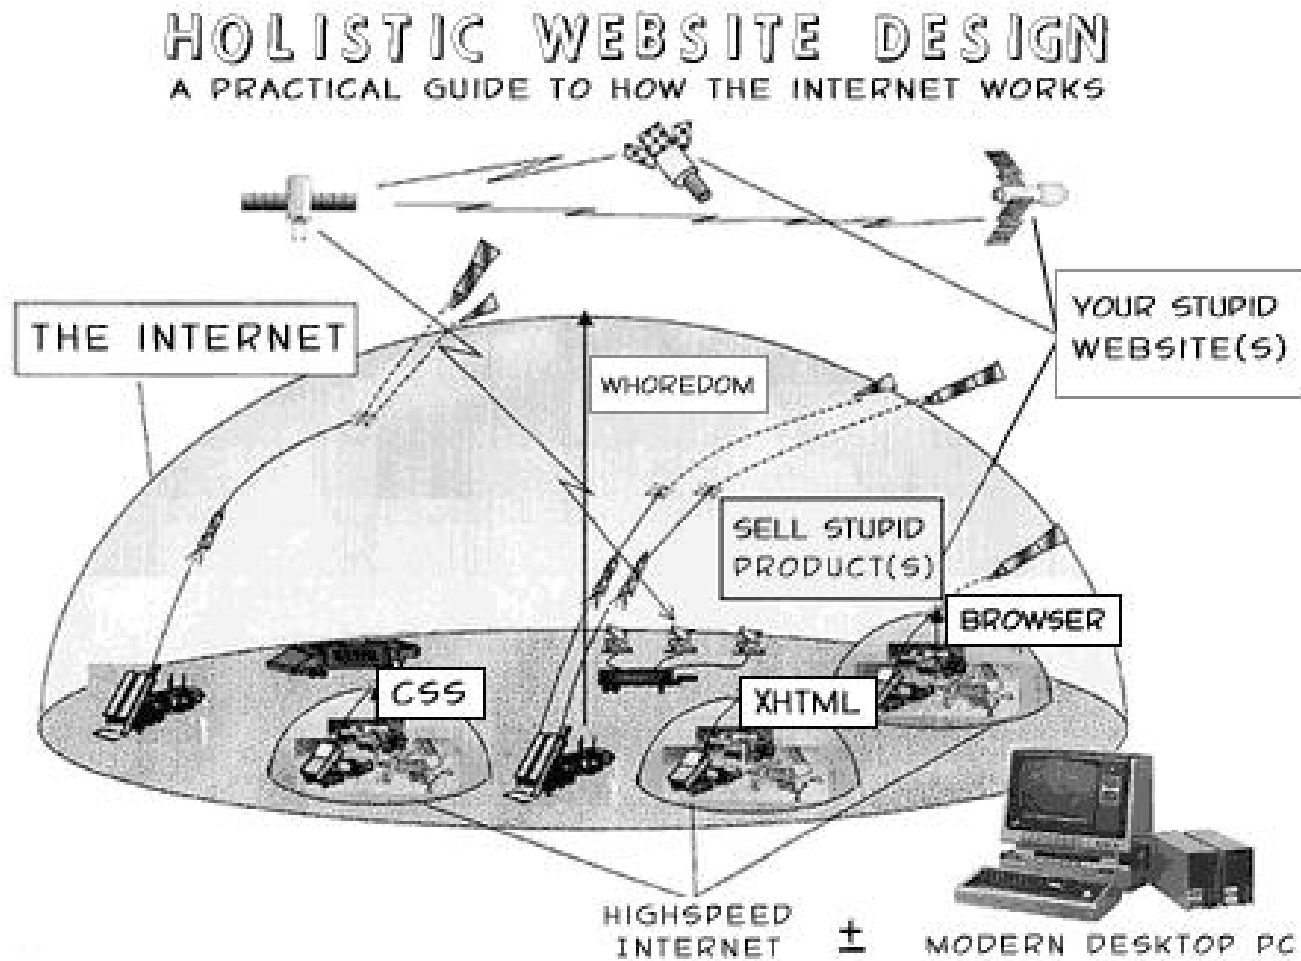 HOLISTIC WEBSITE DESIGN
A PRACTICAL GUIDE TO HOW THE INTERNET WORKS
THE INTERNET
YOUR STUPID
WEBSITE(S)
WHOREDOM
SELL STUPID
PRODUCT(S)
BROWSER
CSS
XHTML
HIGHSPEED
INTERNET
±
MODERN DESKTOP PC